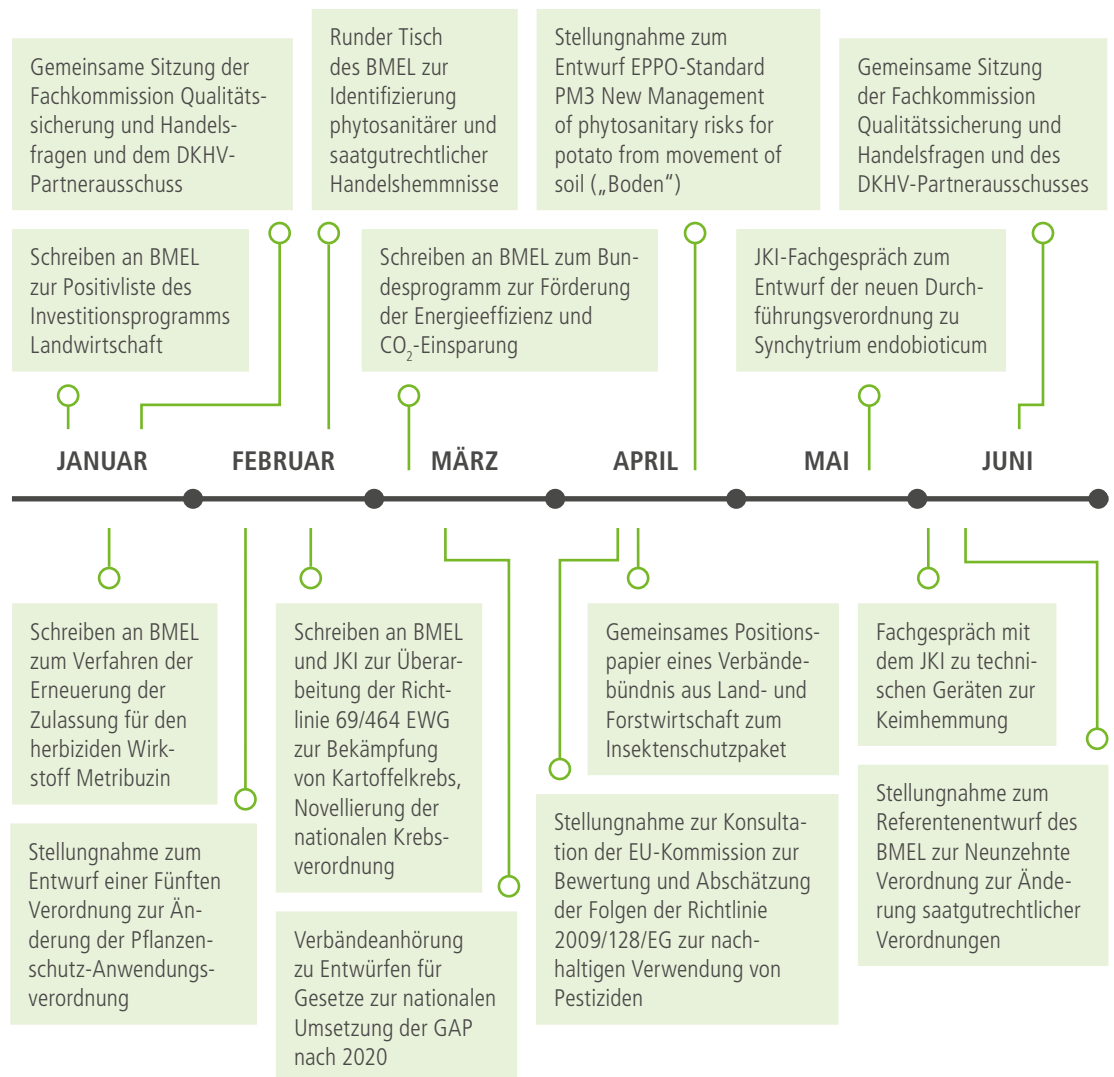 Gemeinsame Sitzung der
Fachkommission Qualitäts-
sicherung und Handels-
fragen und dem DKHV-
Partnerausschuss
Runder Tisch
des BMEL zur
Identifizierung
phytosanitärer und
saatgutrechtlicher
Handelshemmnisse
Stellungnahme zum
Entwurf EPPO-Standard
PM3 New Management
of phytosanitary risks for
potato from movement of
soil („Boden“)
Gemeinsame Sitzung
der Fachkommission
Qualitätssicherung und
Handelsfragen und des
DKHV-Partnerausschusses
Schreiben an BMEL
zur Positivliste des
Investitionsprogramms
Landwirtschaft
Schreiben an BMEL zum Bun-
desprogramm zur Förderung
der Energieeffizienz und
CO₂-Einsparung
JKI-Fachgespräch zum
Entwurf der neuen Durch-
führungsverordnung zu
Synchytrium endobioticum
JANUAR FEBRUAR MÄRZ APRIL MAI JUNI
Schreiben an BMEL
zum Verfahren der
Erneuerung der
Zulassung für den
herbiziden Wirk-
stoff Metribuzin
Schreiben an BMEL
und JKI zur Überar-
beitung der Richt-
linie 69/464 EWG
zur Bekämpfung
von Kartoffelkrebs,
Novellierung der
nationalen Krebs-
verordnung
Gemeinsames Positions-
papier eines Verbände-
bündnis aus Land- und
Forstwirtschaft zum
Insektenschutzpaket
Fachgespräch mit
dem JKI zu techni-
schen Geräten zur
Keimhemmung
Stellungnahme zum
Entwurf einer Fünften
Verordnung zur Än-
derung der Pflanzen-
schutz-Anwendungs-
verordnung
Verbändeanhörung
zu Entwürfen für
Gesetze zur nationalen
Umsetzung der GAP
nach 2020
Stellungnahme zur Konsulta-
tion der EU-Kommission zur
Bewertung und Abschätzung
der Folgen der Richtlinie
2009/128/EG zur nach-
haltigen Verwendung von
Pestiziden
Stellungnahme zum
Referentenentwurf des
BMEL zur Neunzehnte
Verordnung zur Ände-
rung saatgutrechtlicher
Verordnungen